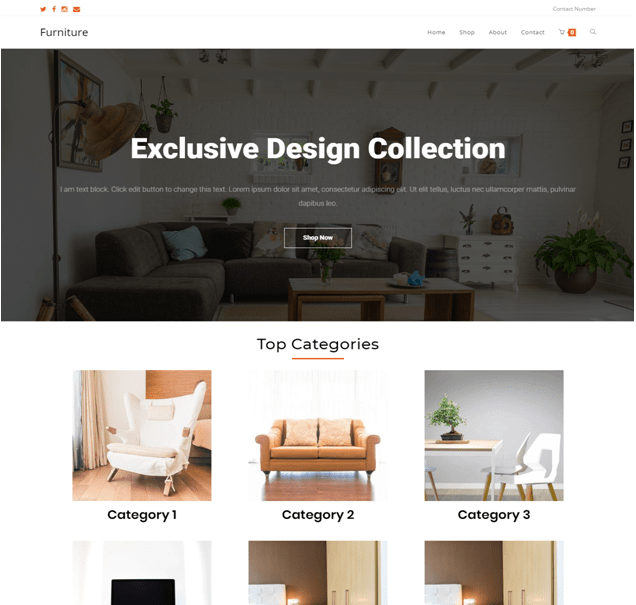 Contact Number
Furniture
Home Shop About Contact 0
Exclusive Design Collection
I am text block. Click edit button to change this text. Lorem ipsum dolor sit amet, consectetur adipiscing elit. Ut elit tellus, luctus nec ullamcorper mattis, pulvinar
dapibus leo.
Shop Now
Top Categories
Category 1 Category 2 Category 3